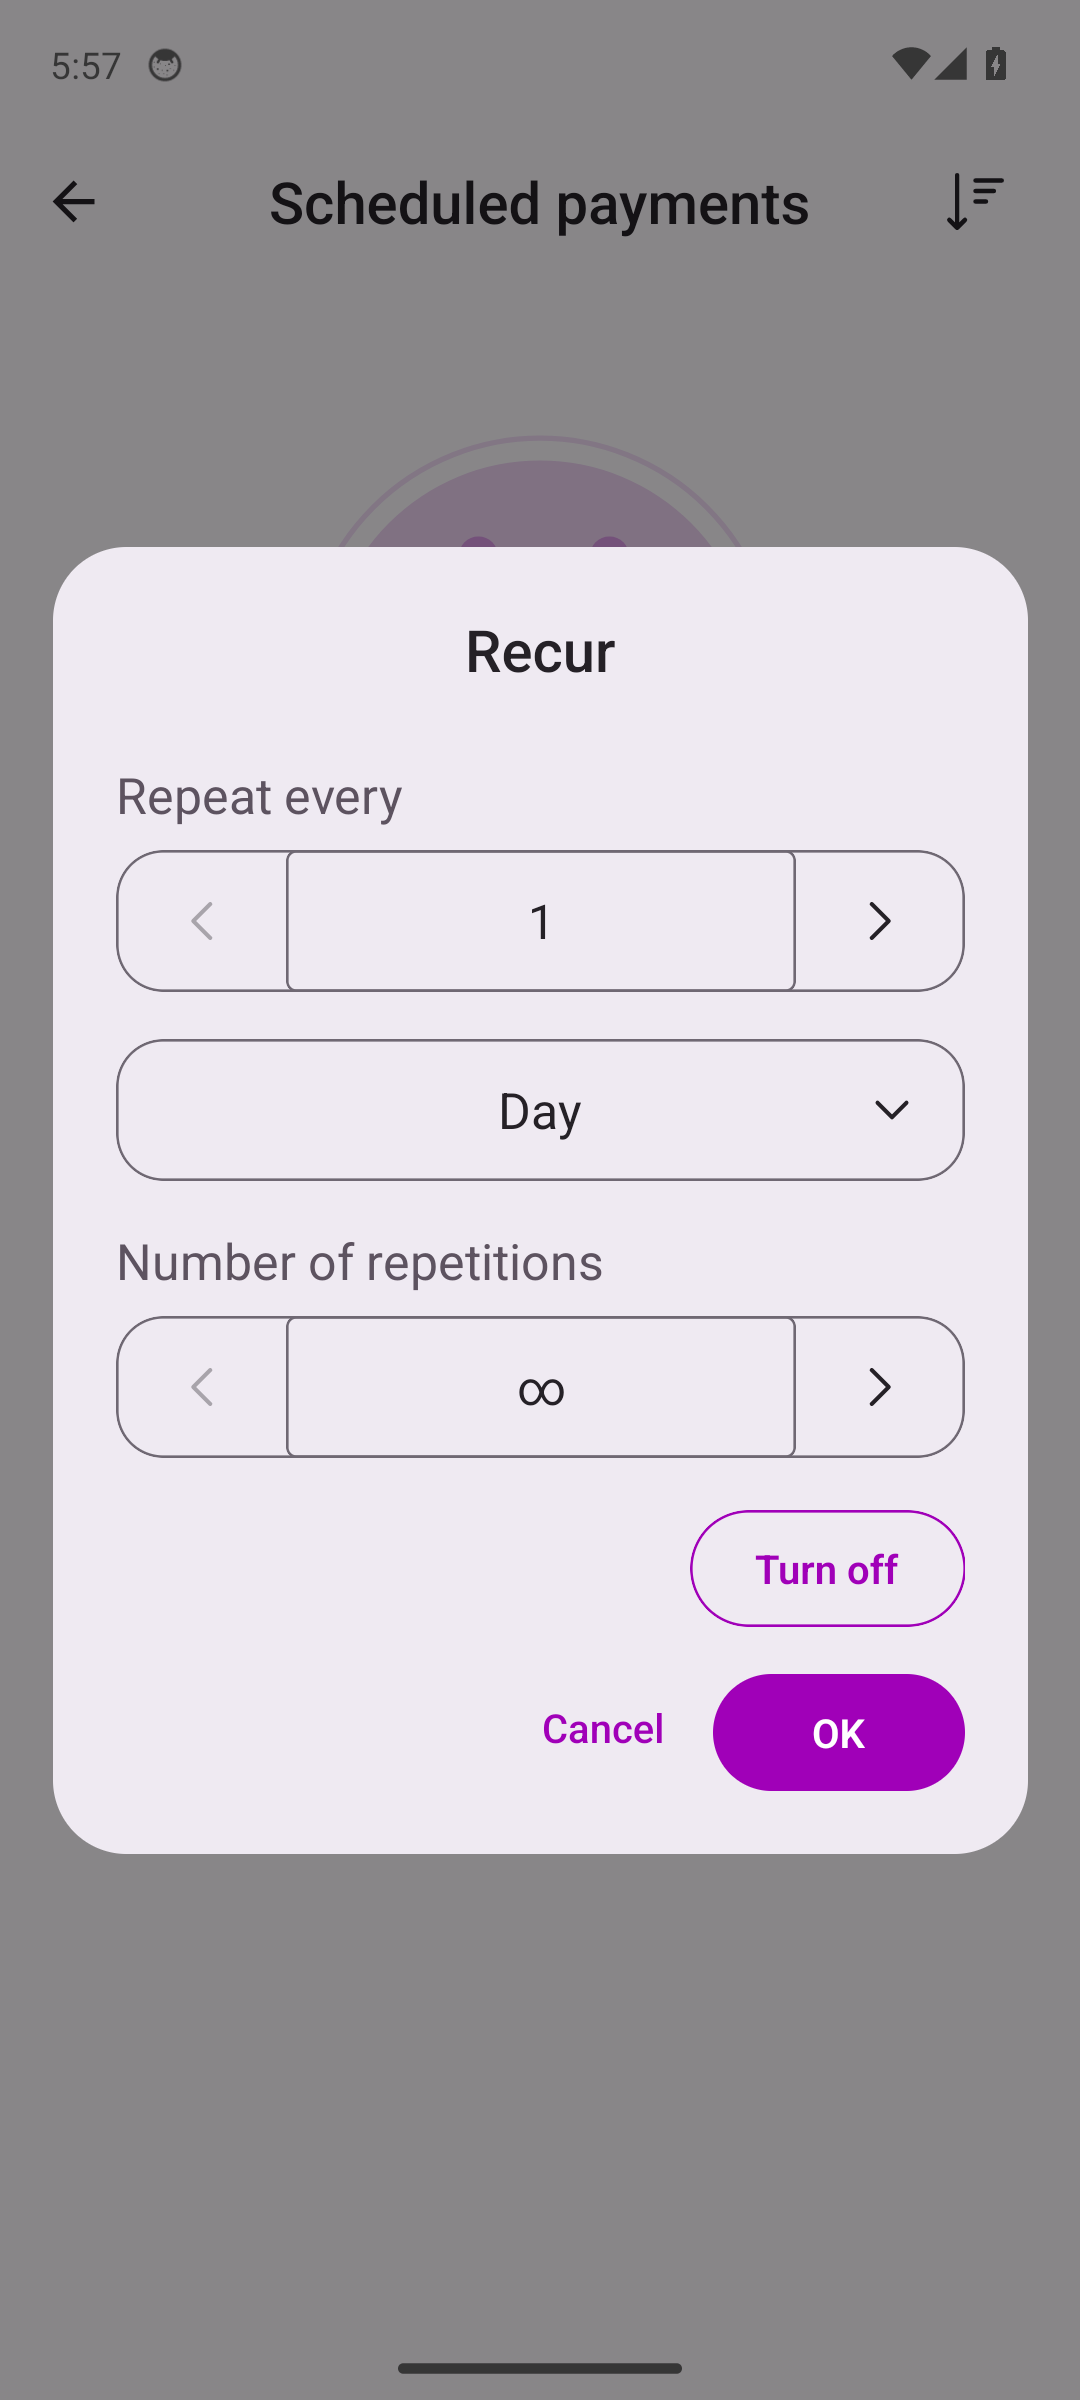 5:57
Scheduled payments
Recur
Repeat every
1
Day
Number of repetitions
∞
Turn off
Cancel
OK